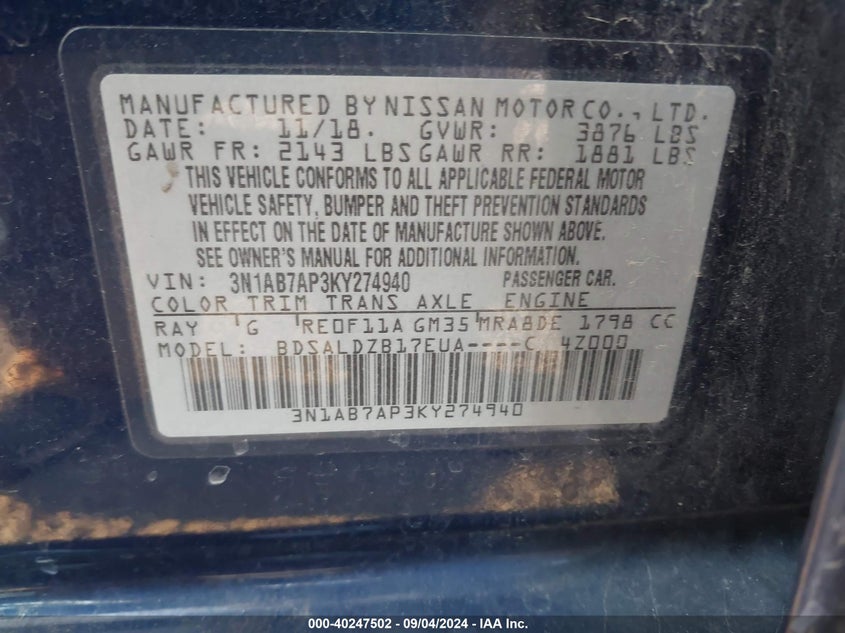 MANUFACTURED BY NISSAN MOTOR CO., LTD.
DATE: 11/18. GVWR: 3876 LBS
GAWR FR: 2143 LBS GAWR RR: 1881 LBS
THIS VEHICLE CONFORMS TO ALL APPLICABLE FEDERAL MOTOR
VEHICLE SAFETY, BUMPER AND THEFT PREVENTION STANDARDS
IN EFFECT ON THE DATE OF MANUFACTURE SHOWN ABOVE.
SEE OWNER'S MANUAL FOR ADDITIONAL INFORMATION.
VIN: 3N1AB7AP3KY274940 PASSENGER CAR.
COLOR TRIM TRANS AXLE ENGINE
RAY G RE0F11A GM35 MRA8DE 1798 CC
MODEL: BDSALDZB17EUA----C 4Z000
3N1AB7AP3KY274940
000-40247502 - 09/04/2024 - IAA Inc.